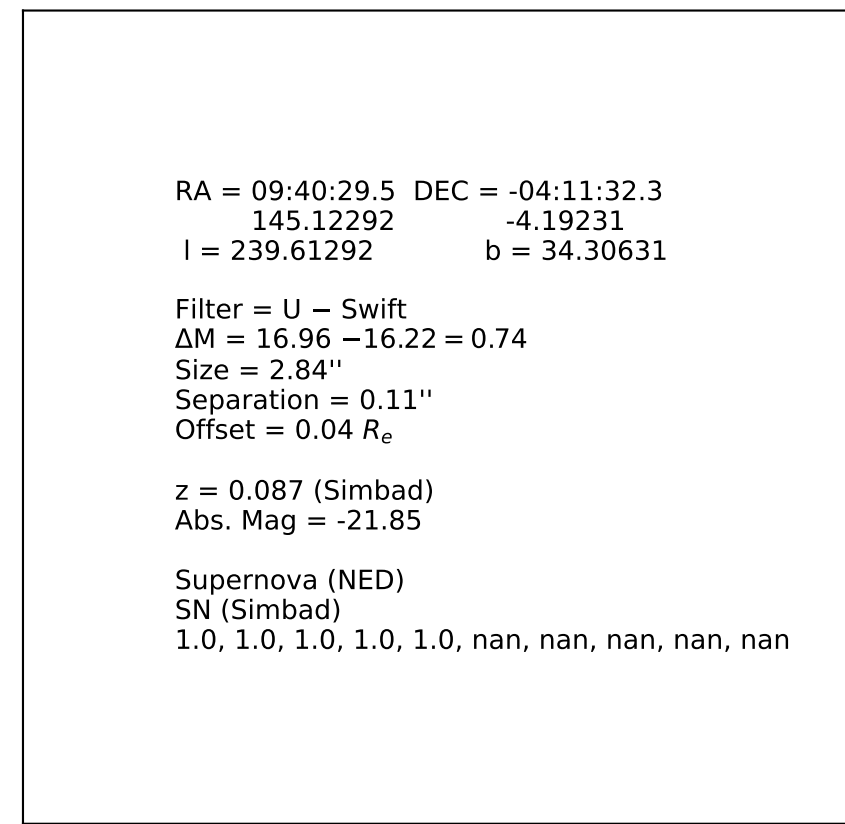 RA = 09:40:29.5  DEC = -04:11:32.3
145.12292 -4.19231
l = 239.61292 b = 34.30631
Filter = U − Swift
ΔM = 16.96 −16.22 = 0.74
Size = 2.84''
Separation = 0.11''
Offset = 0.04 Re
z = 0.087 (Simbad)
Abs. Mag = -21.85
Supernova (NED)
SN (Simbad)
1.0, 1.0, 1.0, 1.0, 1.0, nan, nan, nan, nan, nan